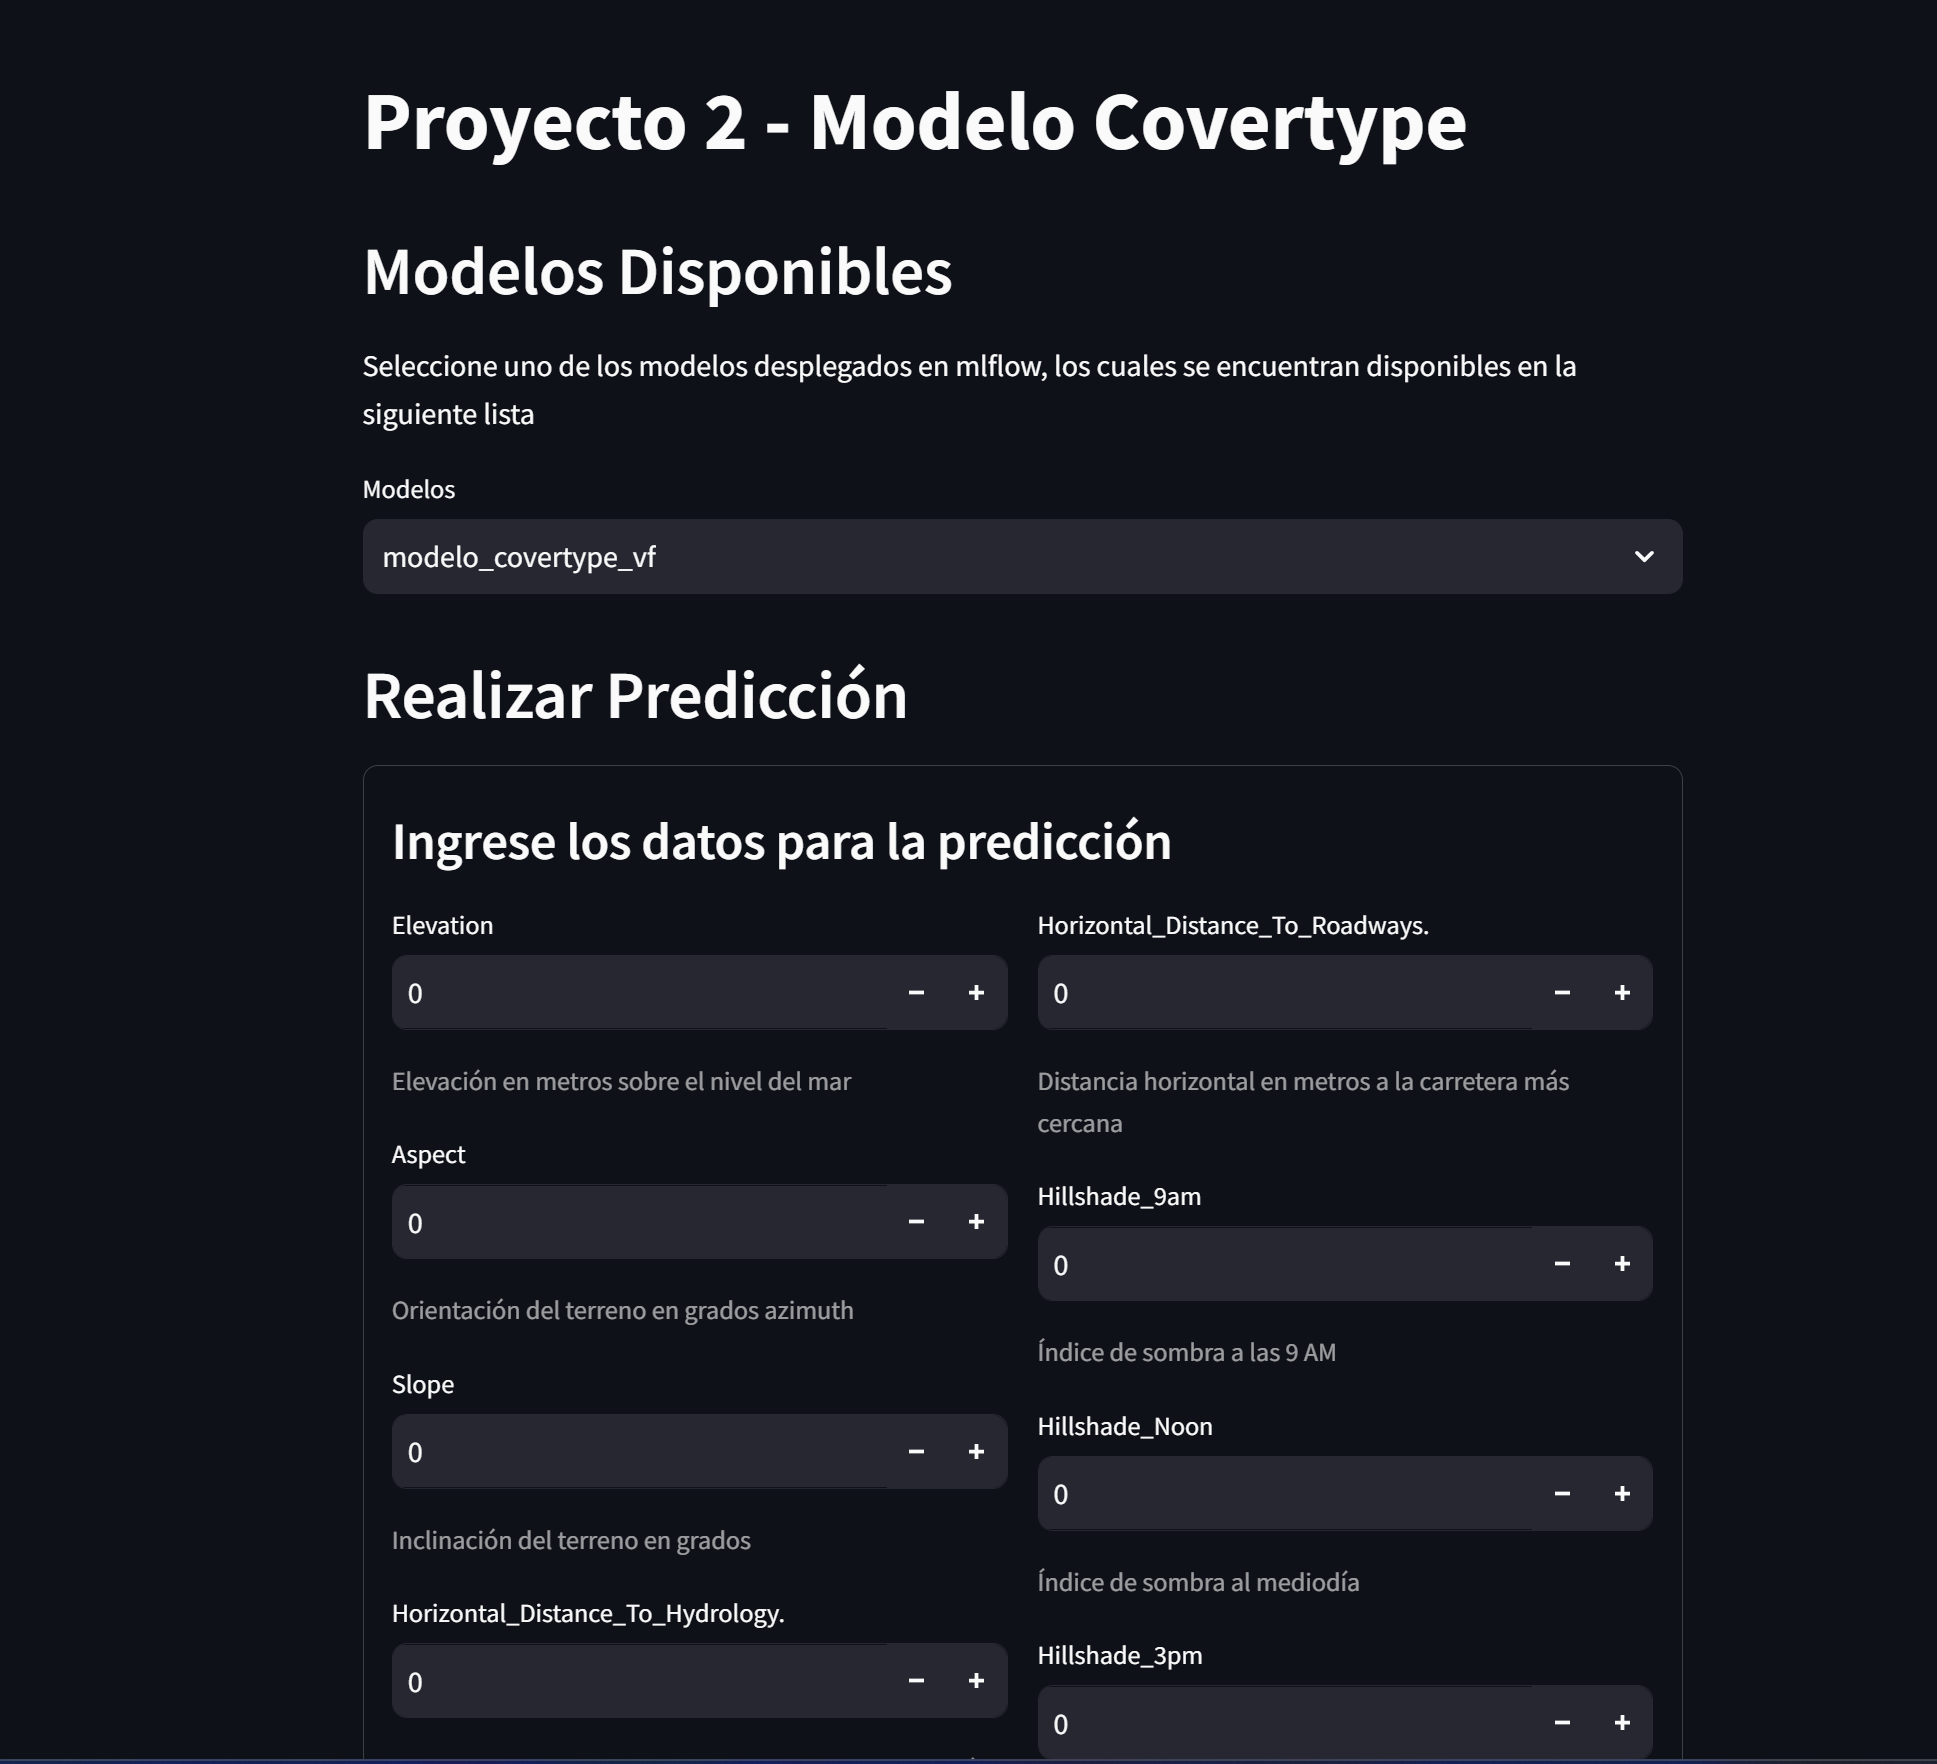 Proyecto 2 - Modelo Covertype
Modelos Disponibles
Seleccione uno de los modelos desplegados en mlflow, los cuales se encuentran disponibles en la
siguiente lista
Modelos
modelo_covertype_vf
Realizar Predicción
Ingrese los datos para la predicción
Elevation
0
Elevación en metros sobre el nivel del mar
Aspect
0
Orientación del terreno en grados azimuth
Slope
0
Inclinación del terreno en grados
Horizontal_Distance_To_Hydrology.
0
Horizontal_Distance_To_Roadways.
0
Distancia horizontal en metros a la carretera más
cercana
Hillshade_9am
0
Índice de sombra a las 9 AM
Hillshade_Noon
0
Índice de sombra al mediodía
Hillshade_3pm
0